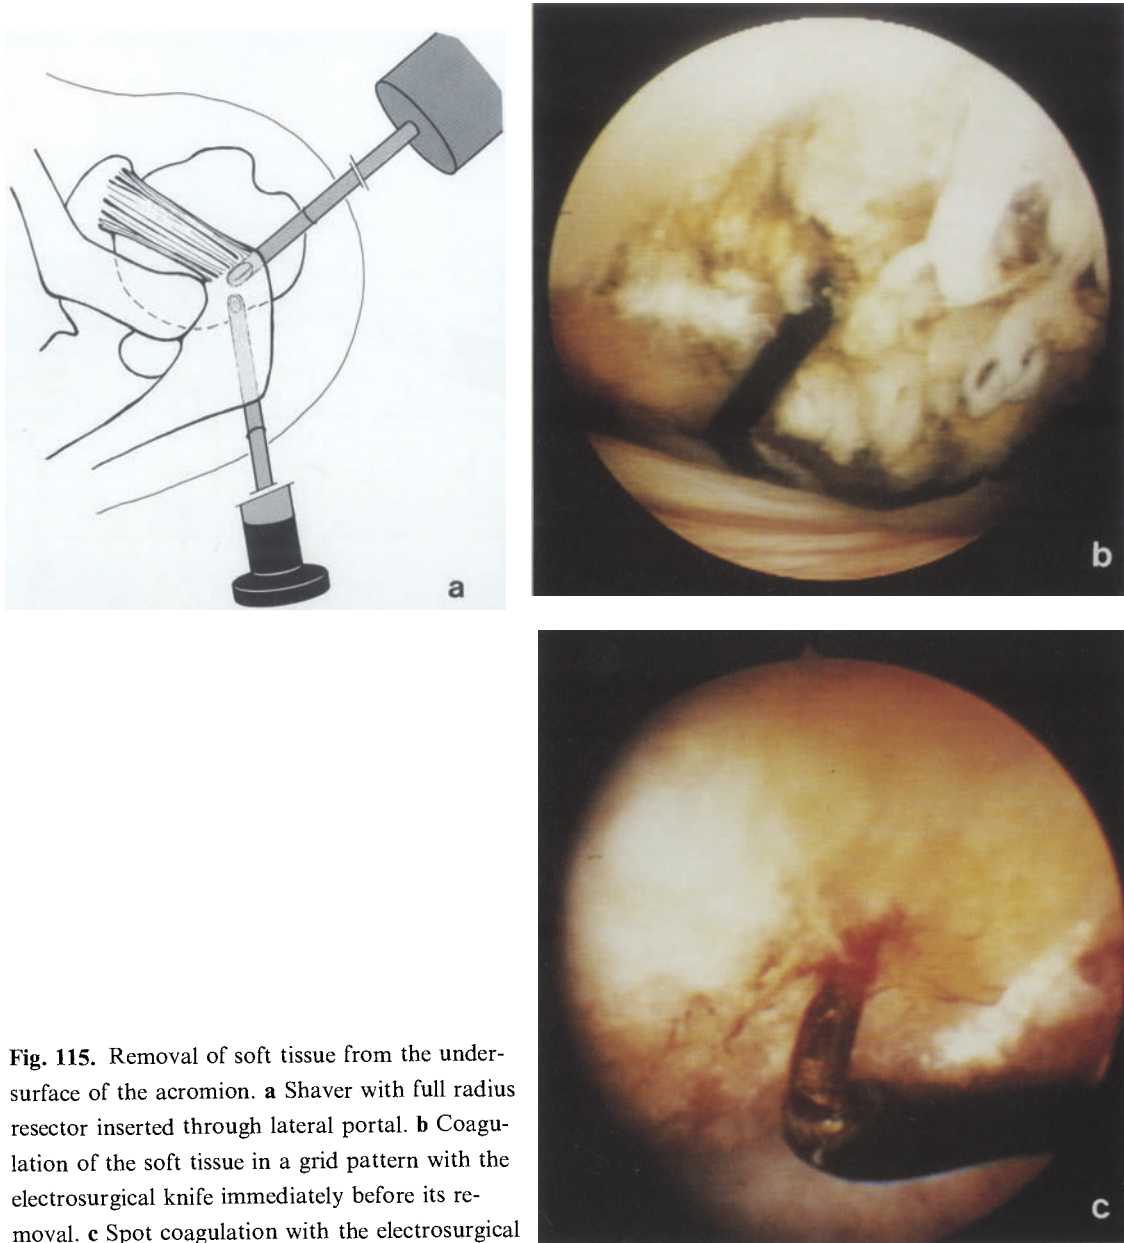 a
b
c
Fig. 115. Removal of soft tissue from the under-
surface of the acromion. a Shaver with full radius
resector inserted through lateral portal. b Coagu-
lation of the soft tissue in a grid pattern with the
electrosurgical knife immediately before its re-
moval. c Spot coagulation with the electrosurgical